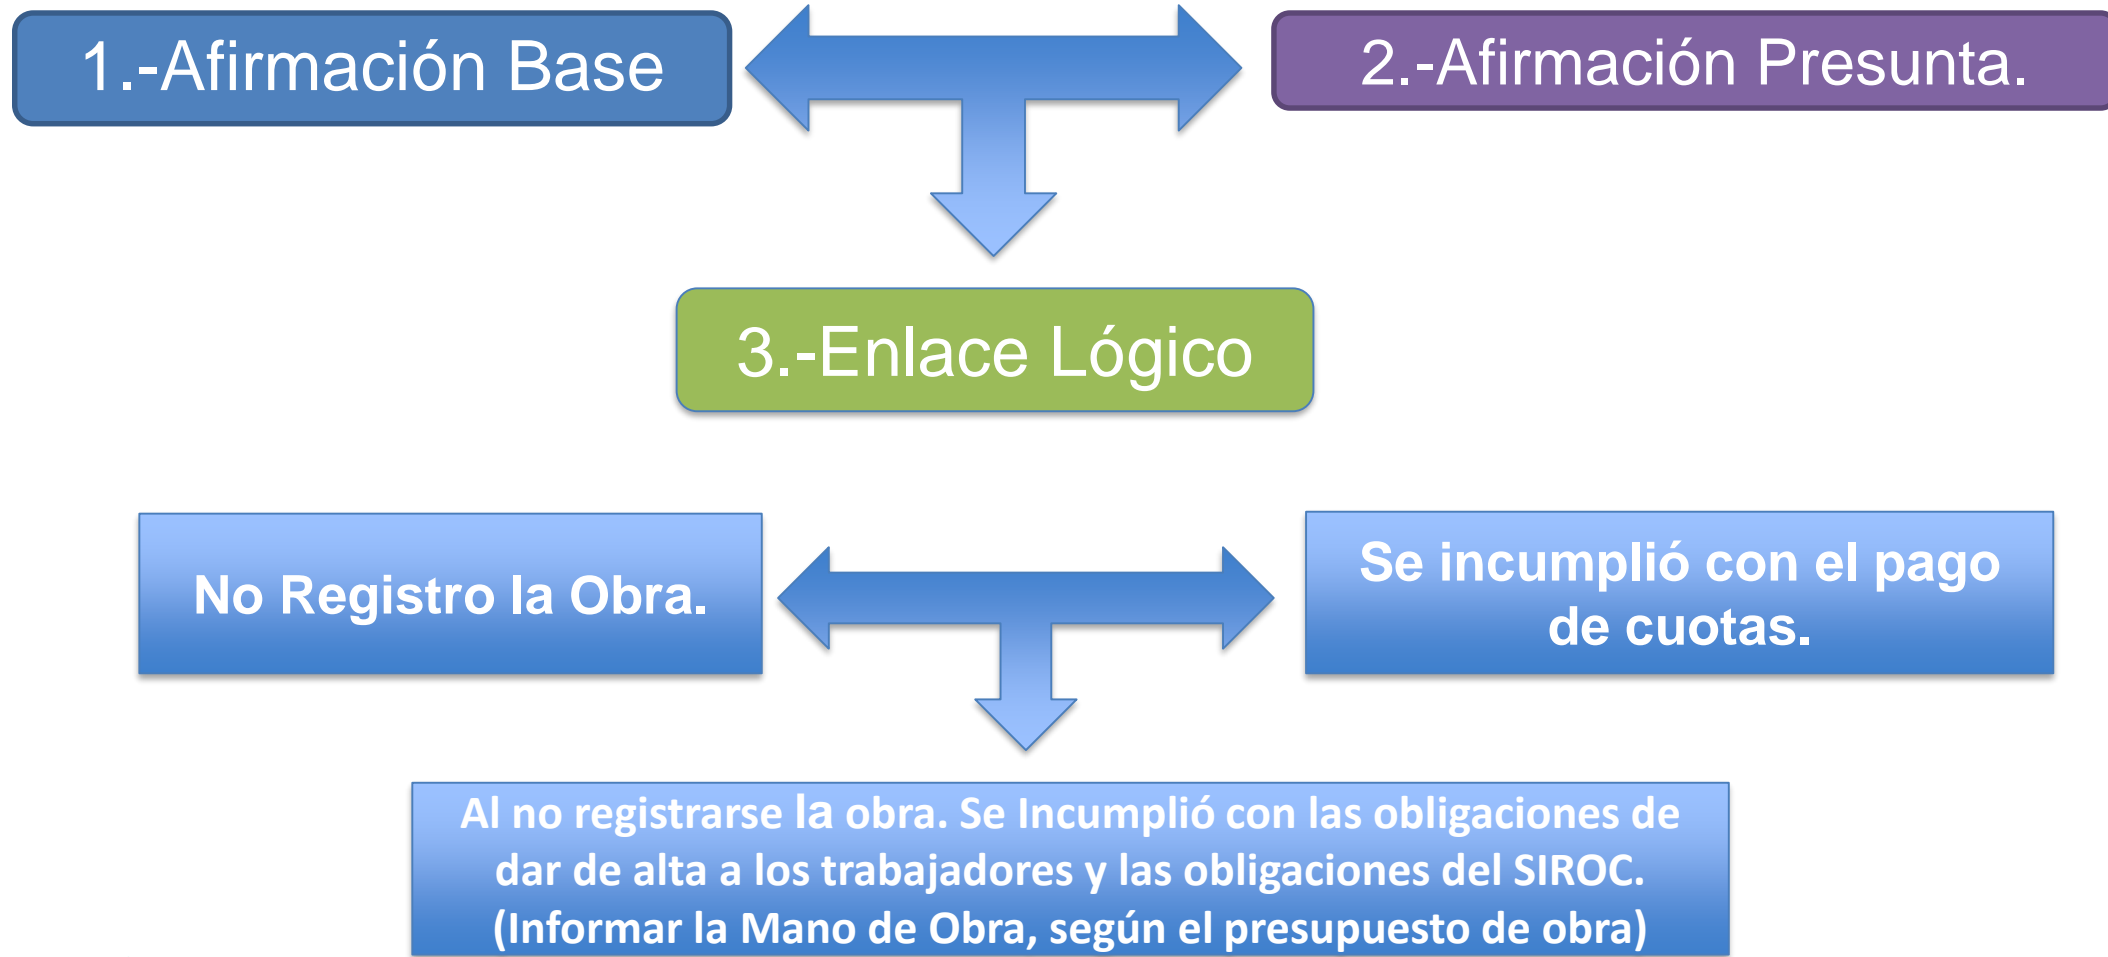 1.-Afirmación Base
2.-Afirmación Presunta.
3.-Enlace Lógico
No Registro la Obra.
Se incumplió con el pago
de cuotas.
Al no registrarse la obra. Se Incumplió con las obligaciones de
dar de alta a los trabajadores y las obligaciones del SIROC.
(Informar la Mano de Obra, según el presupuesto de obra)